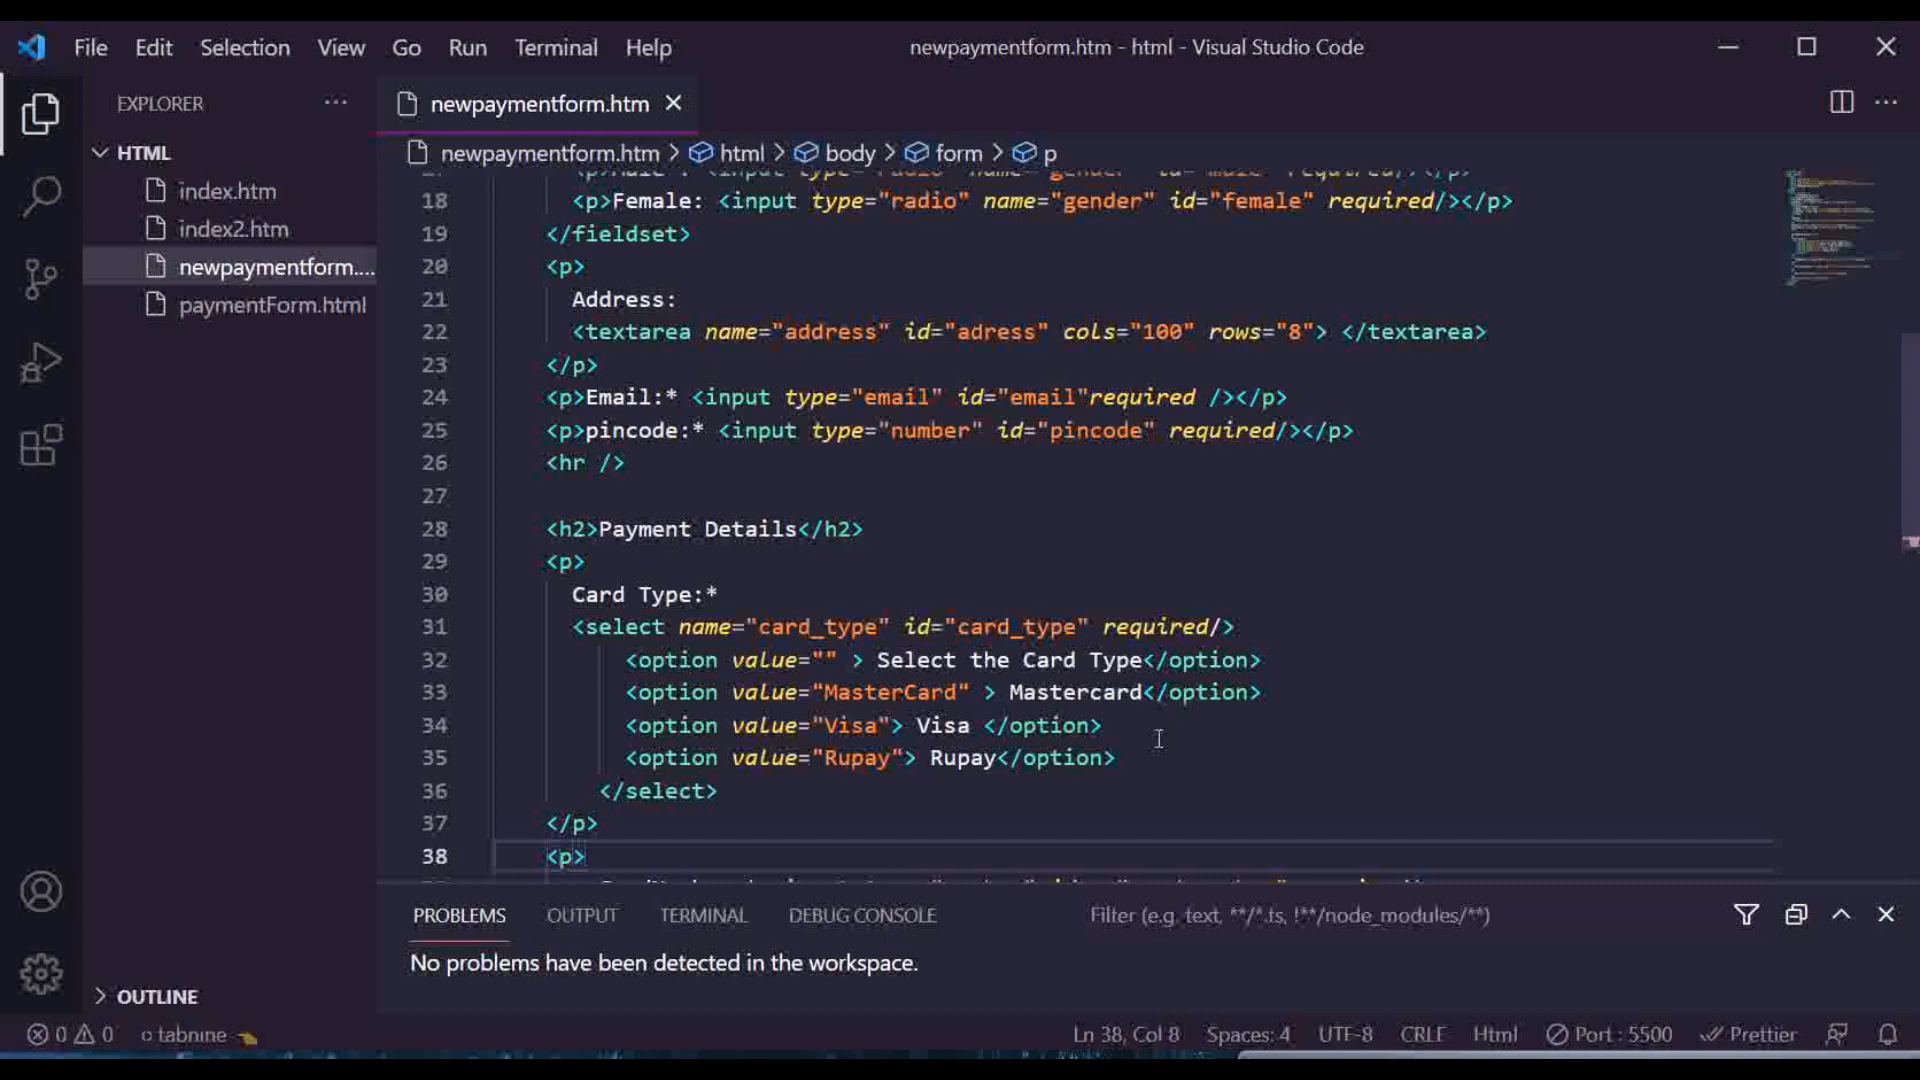 File Edit Selection View Go Run Terminal Help
newpaymentform.htm - html - Visual Studio Code
EXPLORER ···
HTML
index.htm
index2.htm
newpaymentform....
paymentForm.html
OUTLINE
newpaymentform.htm
newpaymentform.htm > html > body > form > p
18 <p>Female: <input type="radio" name="gender" id="female" required/></p>
19 </fieldset>
20 <p>
21 Address:
22 <textarea name="address" id="adress" cols="100" rows="8"> </textarea>
23 </p>
24 <p>Email:* <input type="email" id="email"required /></p>
25 <p>pincode:* <input type="number" id="pincode" required/></p>
26 <hr />
27
28 <h2>Payment Details</h2>
29 <p>
30 Card Type:*
31 <select name="card_type" id="card_type" required/>
32 <option value="" > Select the Card Type</option>
33 <option value="MasterCard" > Mastercard</option>
34 <option value="Visa"> Visa </option>
35 <option value="Rupay"> Rupay</option>
36 </select>
37 </p>
38 <p>
PROBLEMS OUTPUT TERMINAL DEBUG CONSOLE
Filter (e.g. text, **/*.ts, !**/node_modules/**)
No problems have been detected in the workspace.
0 0 tabnine
Ln 38, Col 8 Spaces: 4 UTF-8 CRLF Html Port : 5500 Prettier